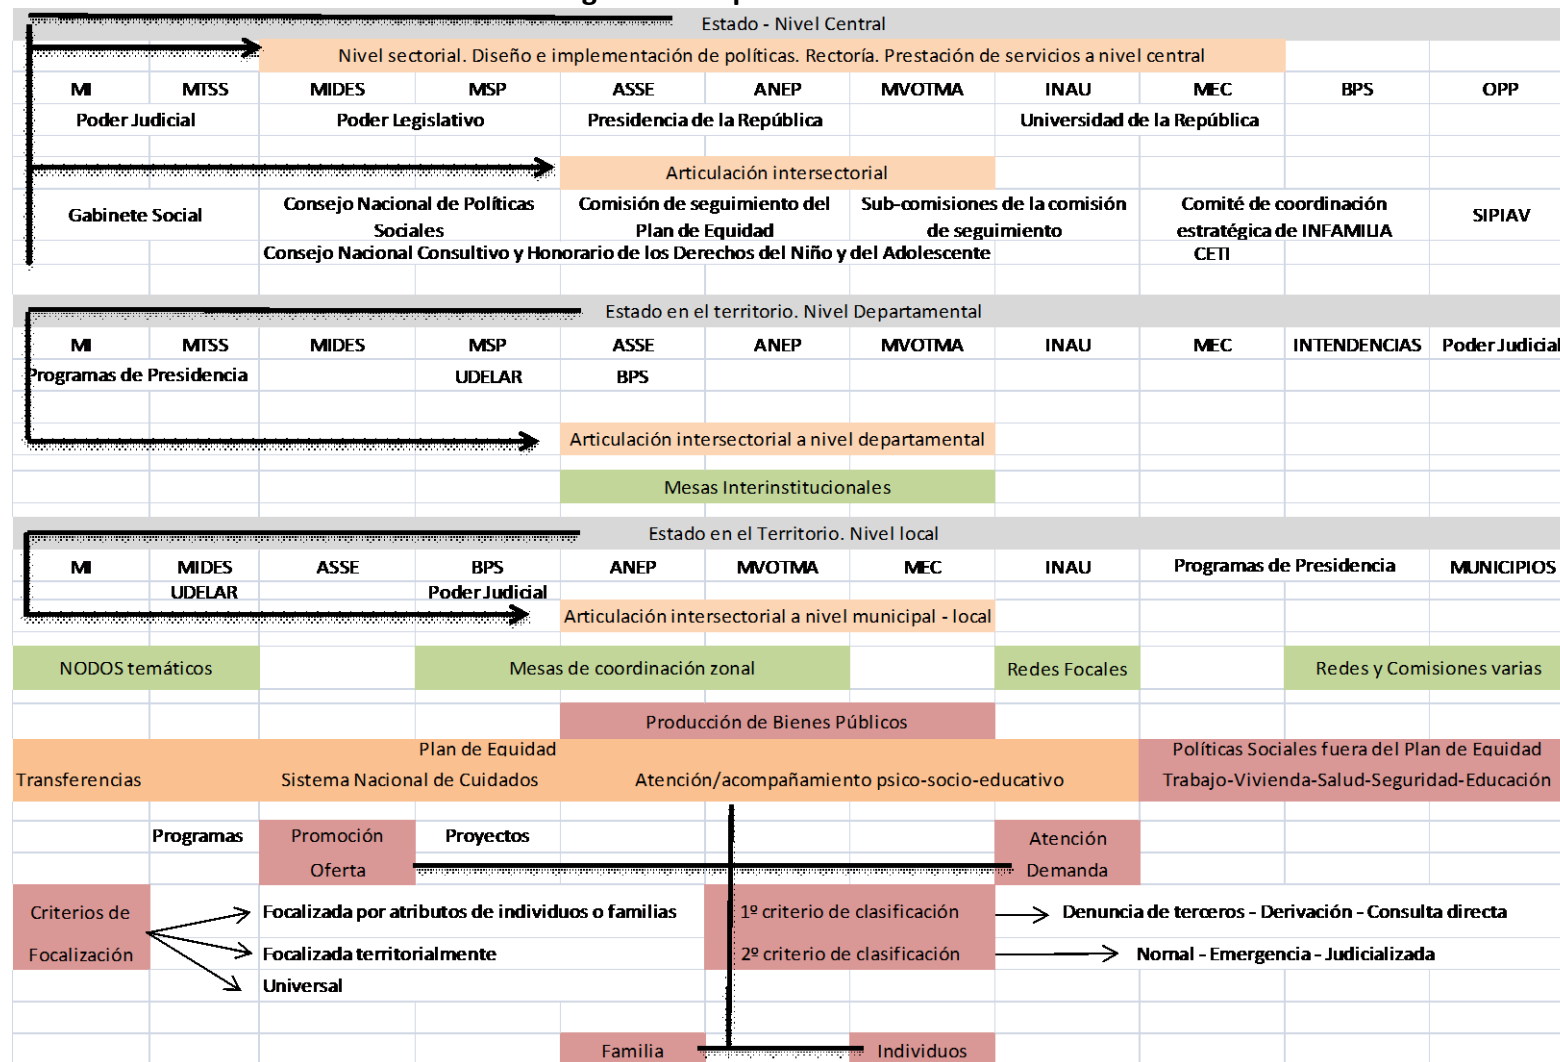 Estado - Nivel Central
Nivel sectorial. Diseño e implementación de políticas. Rectoría. Prestación de servicios a nivel central
MI MTSS MIDES MSP ASSE ANEP MVOTMA INAU MEC BPS OPP
Poder Judicial Poder Legislativo Presidencia de la República Universidad de la República
Articulación intersectorial
Gabinete Social Consejo Nacional de Políticas Sociales Comisión de seguimiento del Plan de Equidad Sub-comisiones de la comisión de seguimiento Comité de coordinación estratégica de INFAMILIA SIPIAV
Consejo Nacional Consultivo y Honorario de los Derechos del Niño y del Adolescente CETI
Estado en el territorio. Nivel Departamental
MI MTSS MIDES MSP ASSE ANEP MVOTMA INAU MEC INTENDENCIAS Poder Judicial
Programas de Presidencia UDELAR BPS
Articulación intersectorial a nivel departamental
Mesas Interinstitucionales
Estado en el Territorio. Nivel local
MI MIDES ASSE BPS ANEP MVOTMA MEC INAU Programas de Presidencia MUNICIPIOS
UDELAR Poder Judicial
Articulación intersectorial a nivel municipal - local
NODOS temáticos Mesas de coordinación zonal Redes Focales Redes y Comisiones varias
Producción de Bienes Públicos
Plan de Equidad Políticas Sociales fuera del Plan de Equidad
Transferencias Sistema Nacional de Cuidados Atención/acompañamiento psico-socio-educativo Trabajo-Vivienda-Salud-Seguridad-Educación
Programas Promoción Proyectos Atención
Oferta Demanda
Criterios de Focalizada por atributos de individuos o familias 1º criterio de clasificación Denuncia de terceros - Derivación - Consulta directa
Focalización Focalizada territorialmente 2º criterio de clasificación Normal - Emergencia - Judicializada
Universal
Familia Individuos